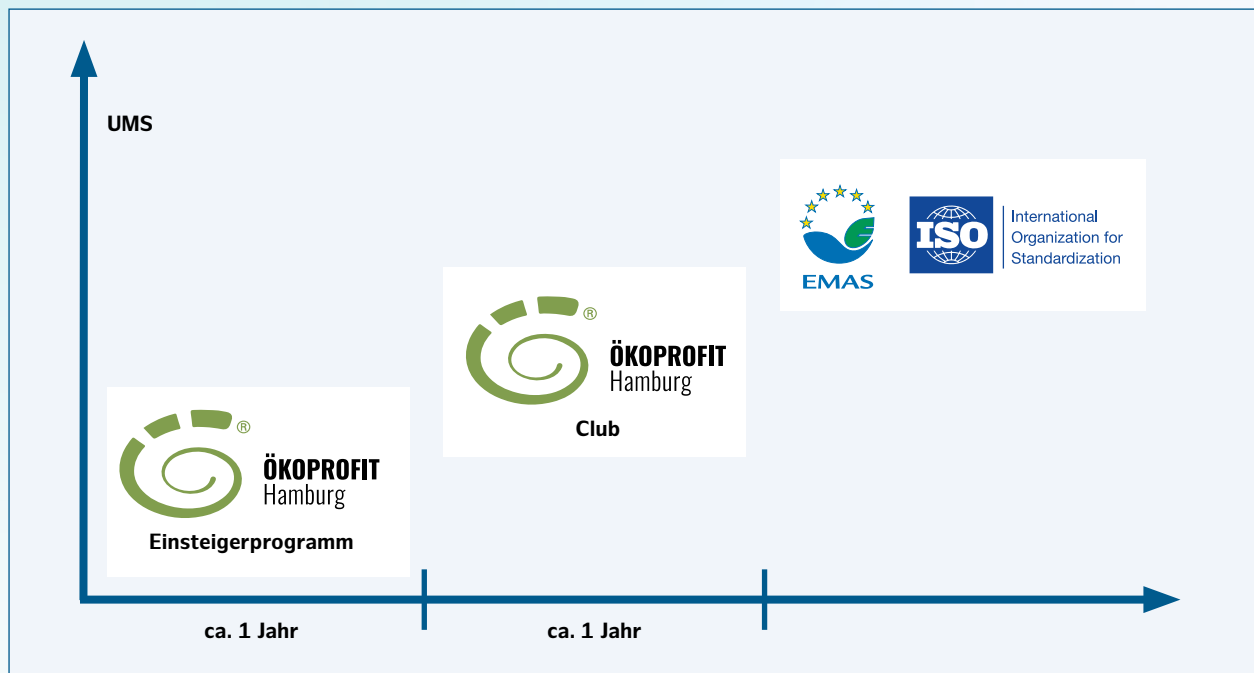 UMS
EMAS
ISO
International
Organization for
Standardization
®
ÖKOPROFIT
Hamburg
Club
®
ÖKOPROFIT
Hamburg
Einsteigerprogramm
ca. 1 Jahr
ca. 1 Jahr